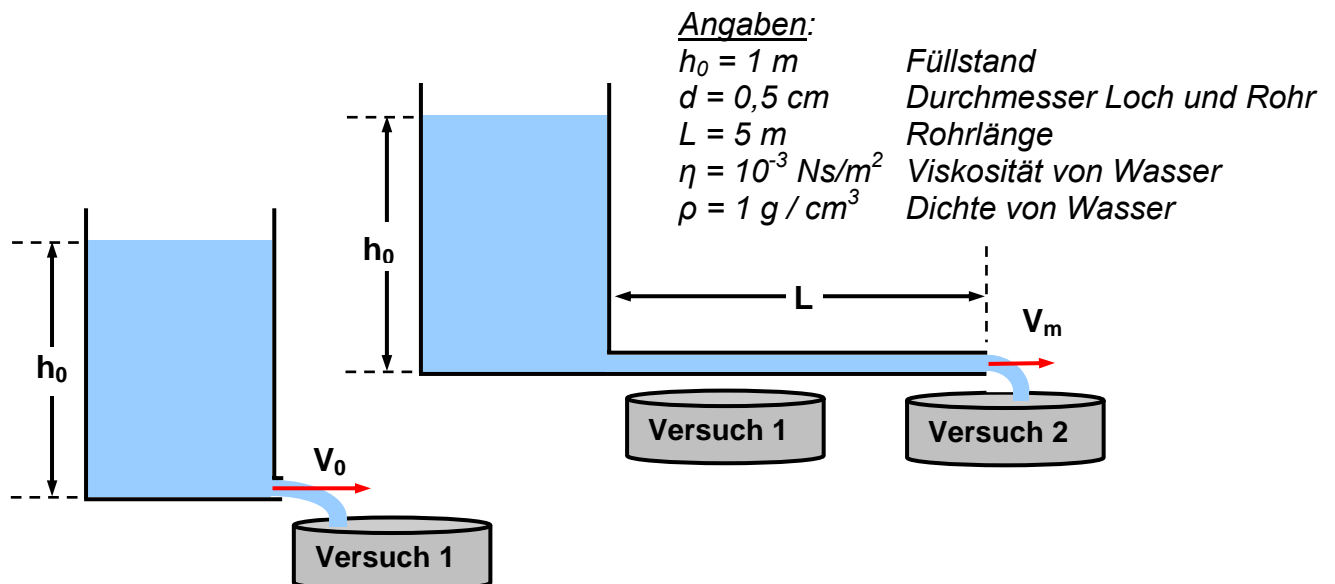 Angaben:
h₀ = 1 m Füllstand
d = 0,5 cm Durchmesser Loch und Rohr
L = 5 m Rohrlänge
η = 10⁻³ Ns/m² Viskosität von Wasser
ρ = 1 g / cm³ Dichte von Wasser
h₀
L
Vₘ
Versuch 1
Versuch 2
h₀
V₀
Versuch 1